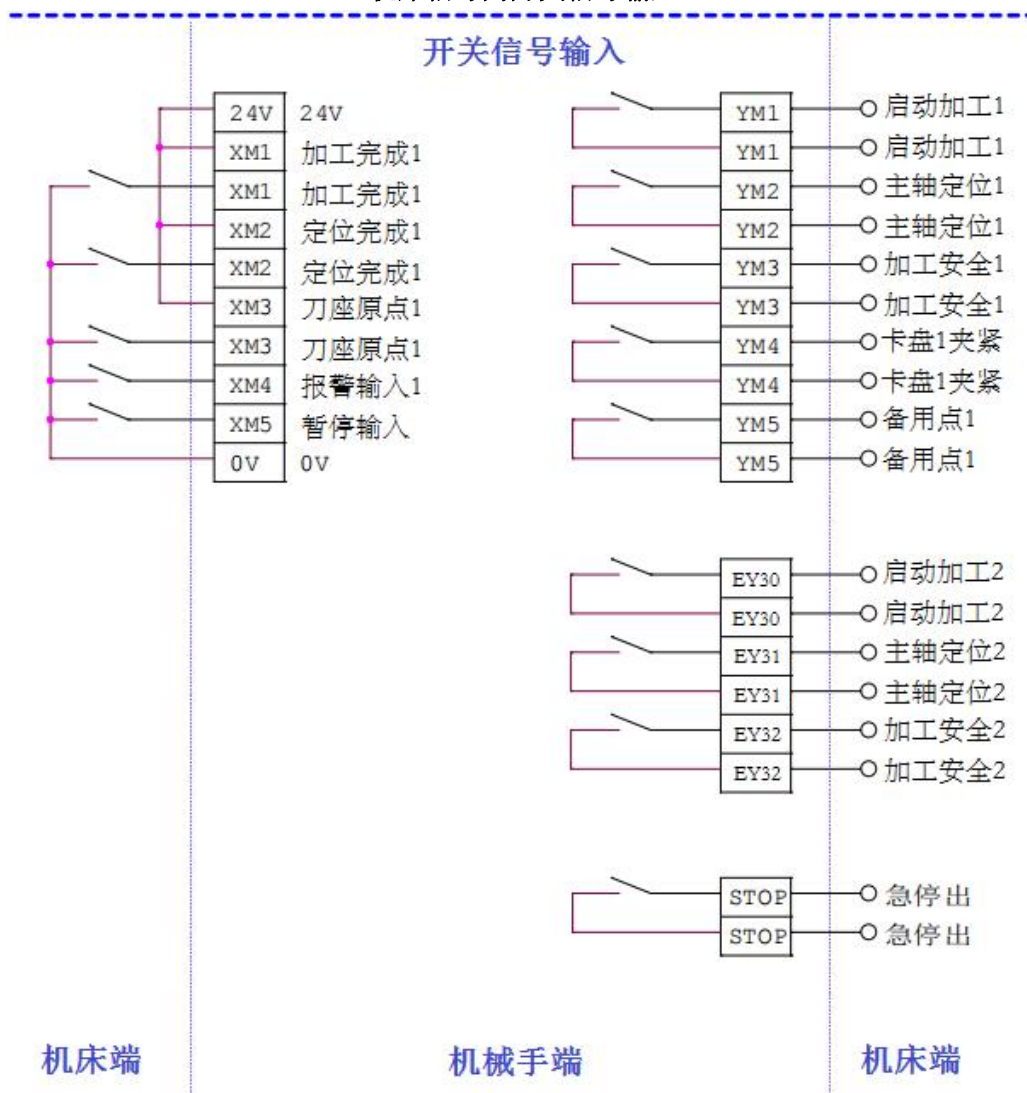 开关信号输入
24V 24V
XM1 加工完成1
XM1 加工完成1
XM2 定位完成1
XM2 定位完成1
XM3 刀座原点1
XM3 刀座原点1
XM4 报警输入1
XM5 暂停输入
0V 0V
YM1 启动加工1
YM1 启动加工1
YM2 主轴定位1
YM2 主轴定位1
YM3 加工安全1
YM3 加工安全1
YM4 卡盘1夹紧
YM4 卡盘1夹紧
YM5 备用点1
YM5 备用点1
EY30 启动加工2
EY30 启动加工2
EY31 主轴定位2
EY31 主轴定位2
EY32 加工安全2
EY32 加工安全2
STOP 急停出
STOP 急停出
机床端 机械手端 机床端